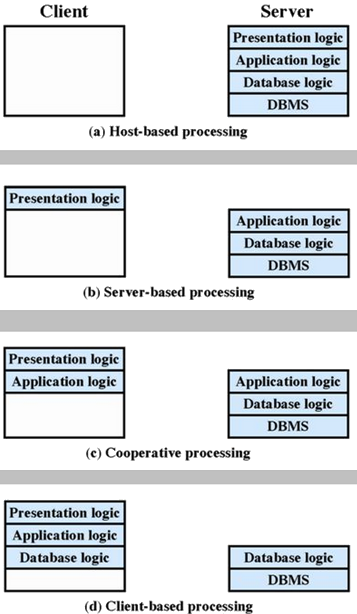 Client
Server
Presentation logic
Application logic
Database logic
DBMS
(a) Host-based processing
Presentation logic
Application logic
Database logic
DBMS
(b) Server-based processing
Presentation logic
Application logic
Application logic
Database logic
DBMS
(c) Cooperative processing
Presentation logic
Application logic
Database logic
Database logic
DBMS
(d) Client-based processing